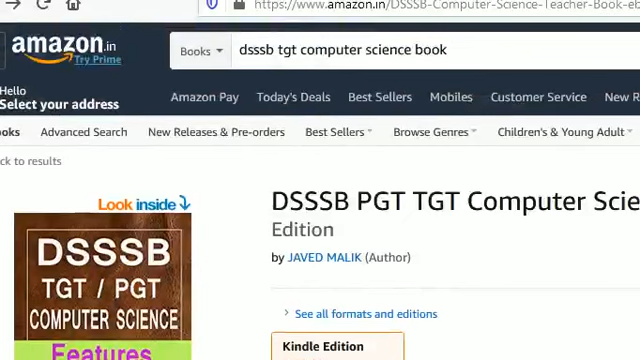 https://www.amazon.in/DSSSB-Computer-Science-Teacher-Book-eb
amazon.in
Try Prime
Books
dsssb tgt computer science book
Hello
Select your address
Amazon Pay Today's Deals Best Sellers Mobiles Customer Service New R
oks Advanced Search New Releases & Pre-orders Best Sellers Browse Genres Children's & Young Adult
ck to results
Look inside
DSSSB PGT TGT Computer Scie
Edition
by JAVED MALIK (Author)
See all formats and editions
Kindle Edition
DSSSB
TGT / PGT
COMPUTER SCIENCE
Features